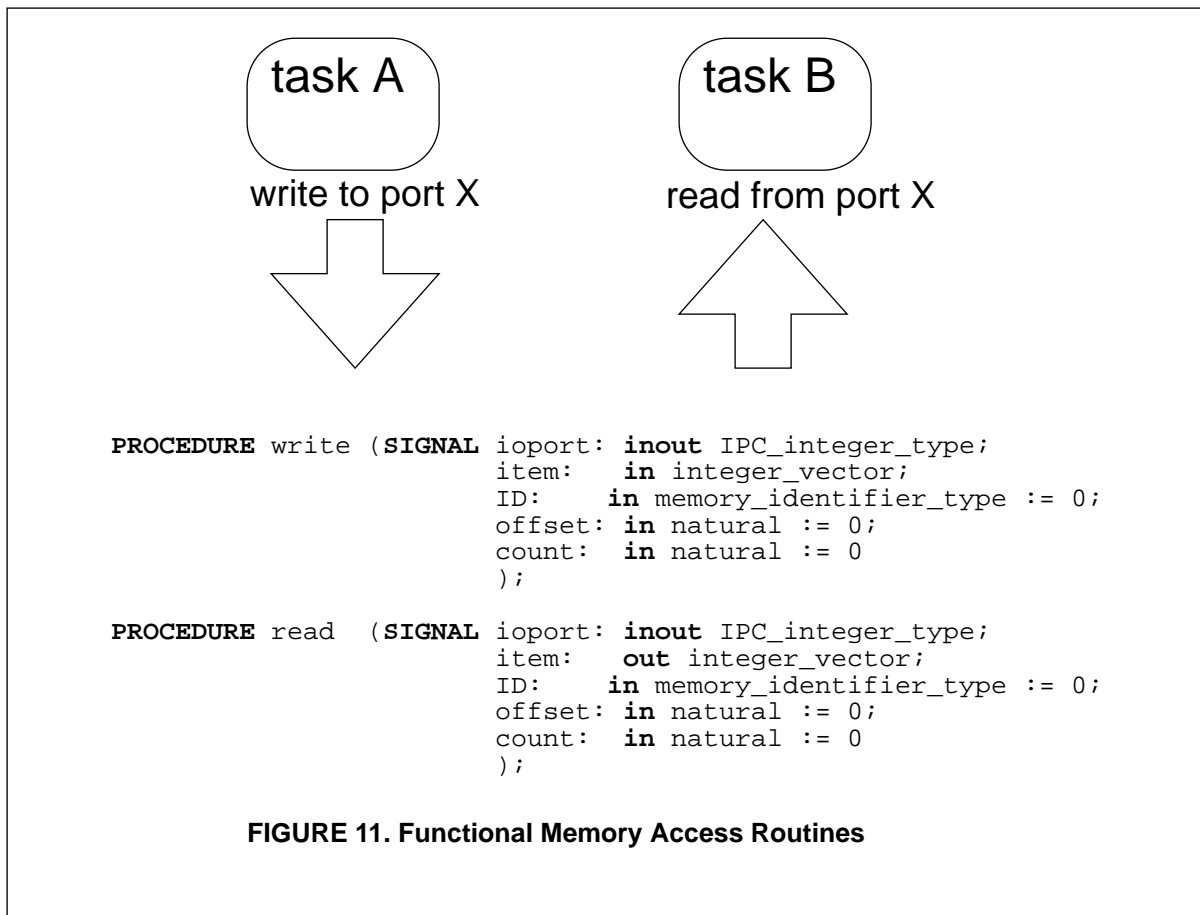 task A
task B
write to port X
read from port X
PROCEDURE write (SIGNAL ioport: inout IPC_integer_type;
item: in integer_vector;
ID: in memory_identifier_type := 0;
offset: in natural := 0;
count: in natural := 0
);
PROCEDURE read (SIGNAL ioport: inout IPC_integer_type;
item: out integer_vector;
ID: in memory_identifier_type := 0;
offset: in natural := 0;
count: in natural := 0
);
FIGURE 11. Functional Memory Access Routines